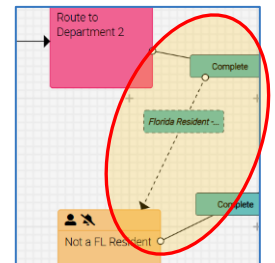 Route to
Department 2
Complete
Florida Resident -...
Complete
Not a FL Resident